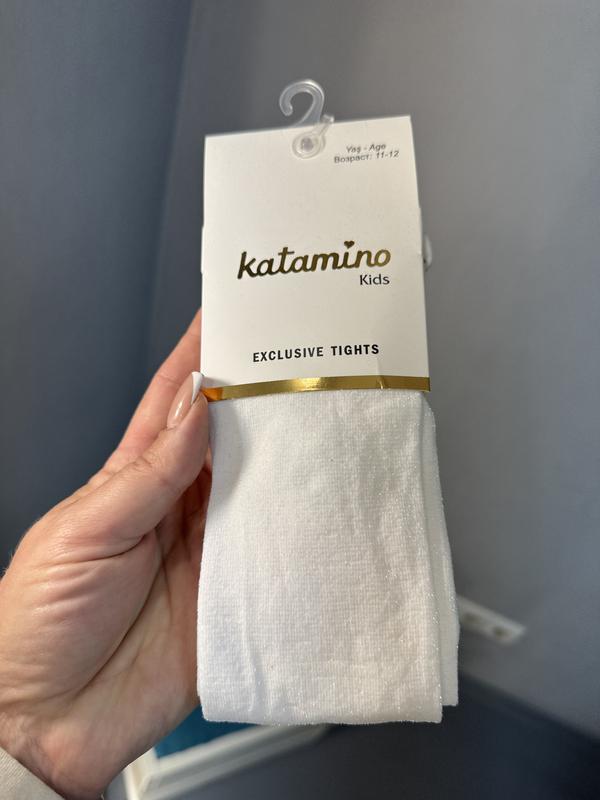 Yaş - Age
Возраст: 11-12
katamino
Kids
EXCLUSIVE TIGHTS